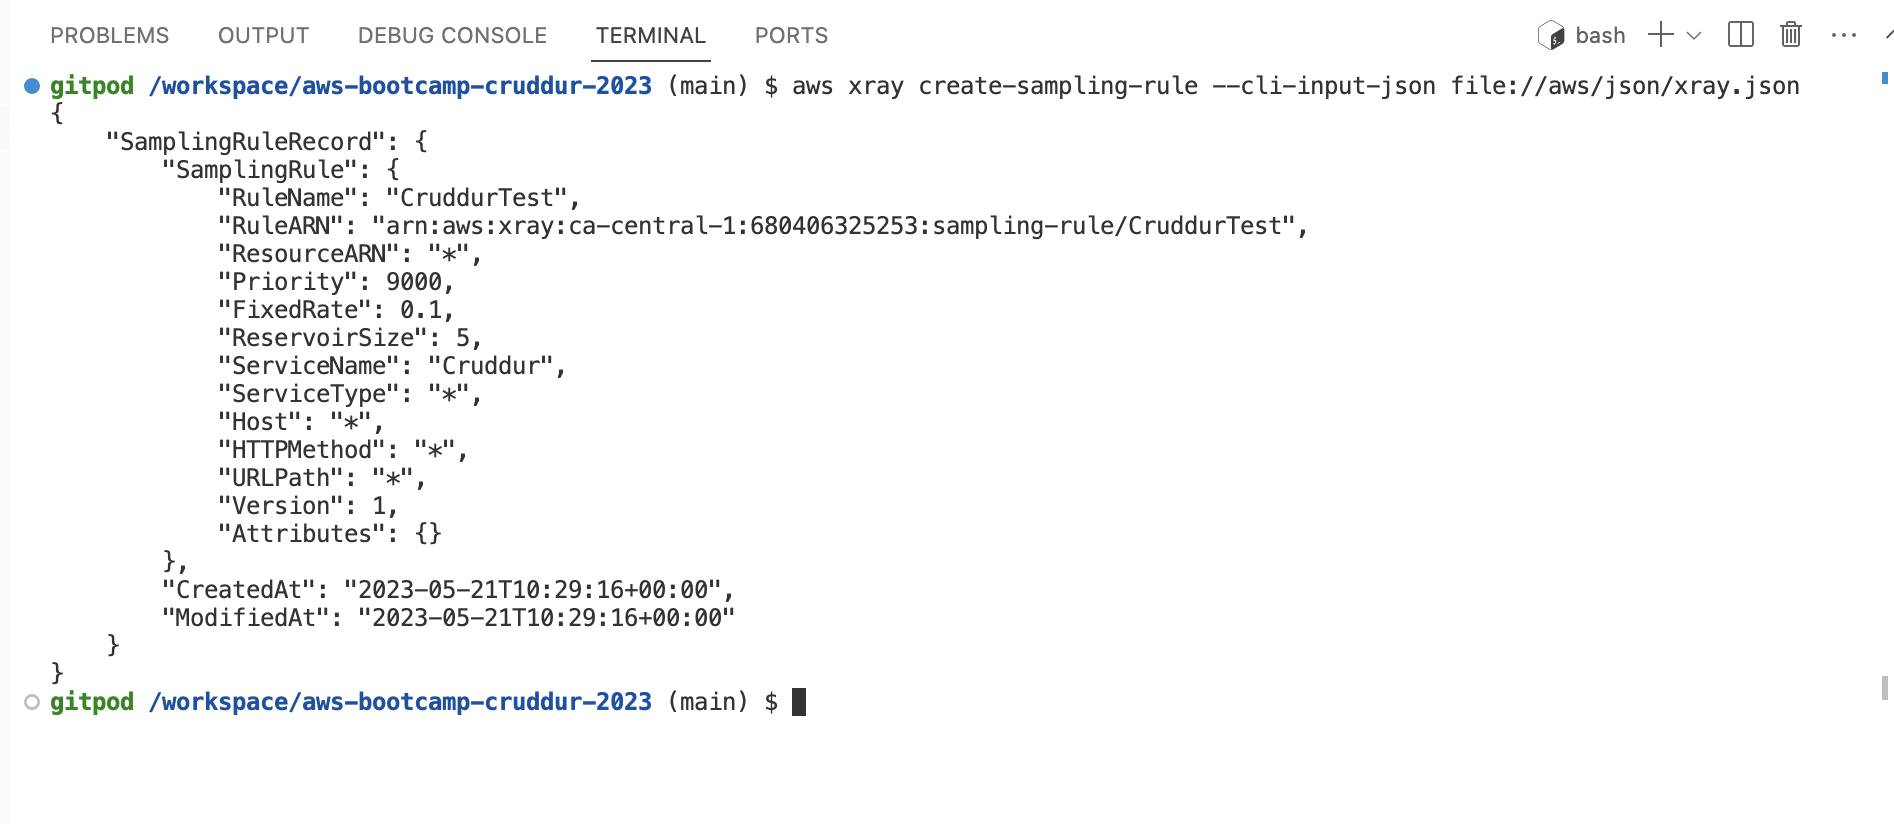 PROBLEMS OUTPUT DEBUG CONSOLE TERMINAL PORTS bash
gitpod /workspace/aws-bootcamp-cruddur-2023 (main) $ aws xray create-sampling-rule --cli-input-json file://aws/json/xray.json
{
    "SamplingRuleRecord": {
        "SamplingRule": {
            "RuleName": "CruddurTest",
            "RuleARN": "arn:aws:xray:ca-central-1:680406325253:sampling-rule/CruddurTest",
            "ResourceARN": "*",
            "Priority": 9000,
            "FixedRate": 0.1,
            "ReservoirSize": 5,
            "ServiceName": "Cruddur",
            "ServiceType": "*",
            "Host": "*",
            "HTTPMethod": "*",
            "URLPath": "*",
            "Version": 1,
            "Attributes": {}
        },
        "CreatedAt": "2023-05-21T10:29:16+00:00",
        "ModifiedAt": "2023-05-21T10:29:16+00:00"
    }
}
gitpod /workspace/aws-bootcamp-cruddur-2023 (main) $